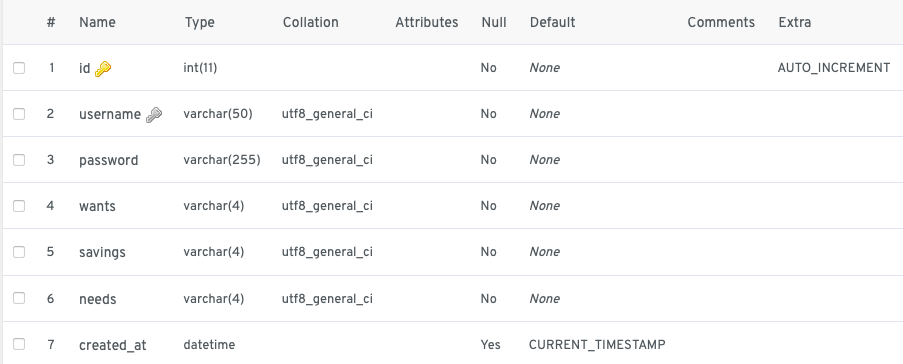 # Name Type Collation Attributes Null Default Comments Extra
1 id int(11) No None AUTO_INCREMENT
2 username varchar(50) utf8_general_ci No None
3 password varchar(255) utf8_general_ci No None
4 wants varchar(4) utf8_general_ci No None
5 savings varchar(4) utf8_general_ci No None
6 needs varchar(4) utf8_general_ci No None
7 created_at datetime Yes CURRENT_TIMESTAMP